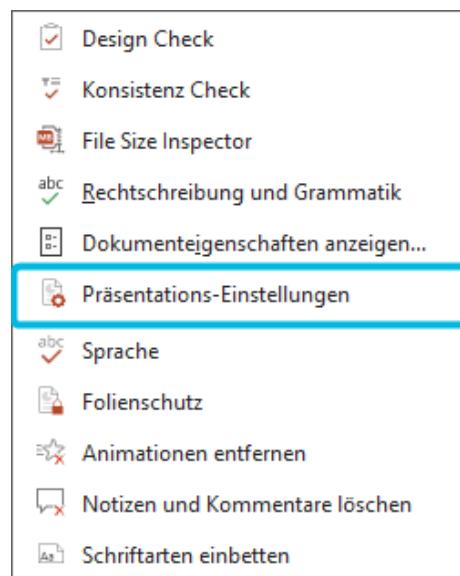 Design Check
Konsistenz Check
File Size Inspector
Rechtschreibung und Grammatik
Dokumenteigenschaften anzeigen...
Präsentations-Einstellungen
Sprache
Folienschutz
Animationen entfernen
Notizen und Kommentare löschen
Schriftarten einbetten